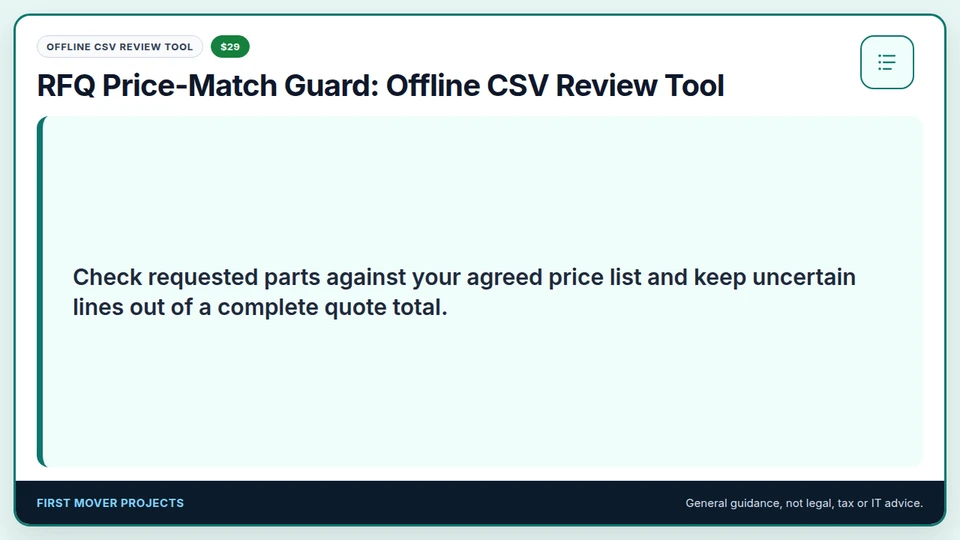 OFFLINE CSV REVIEW TOOL
$29
RFQ Price-Match Guard: Offline CSV Review Tool
Check requested parts against your agreed price list and keep uncertain
lines out of a complete quote total.
FIRST MOVER PROJECTS
General guidance, not legal, tax or IT advice.